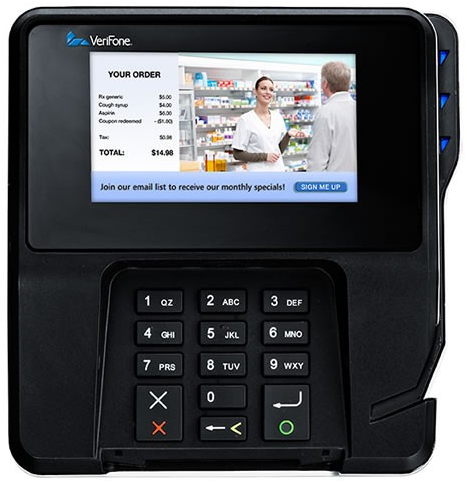 VeriFone.
YOUR ORDER
Rx generic $5.00
Cough syrup $4.00
Aspirin $6.00
Coupon redeemed - ($1.00)
Tax: $0.98
TOTAL: $14.98
Join our email list to receive our monthly specials! SIGN ME UP
1 QZ 2 ABC 3 DEF
4 GHI 5 JKL 6 MNO
7 PRS 8 TUV 9 WXY
0